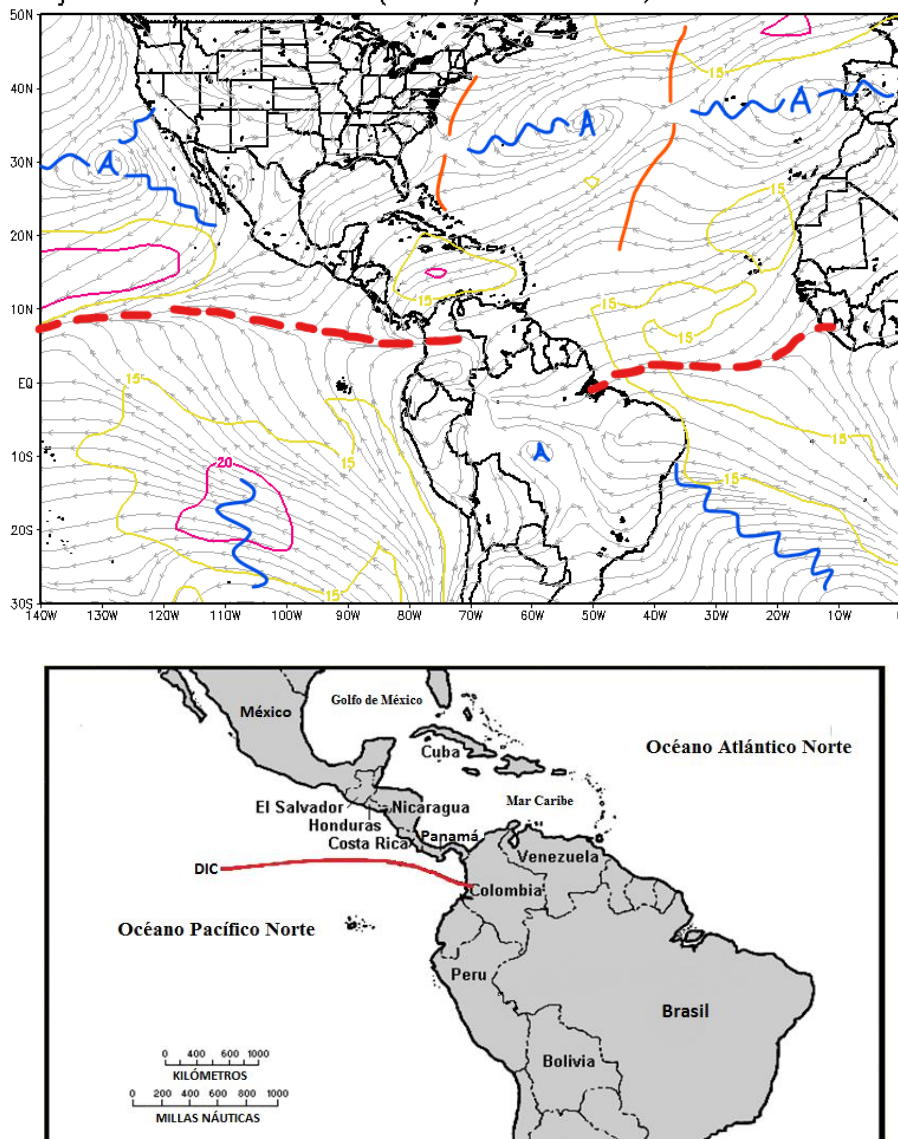 50N
15
15
40N
A
A
A
30N
15
20N
15
15
10N
15
EQ
15
15
15
10S
A
20
15
20S
15
30S
140W 130W 120W 110W 100W 90W 80W 70W 60W 50W 40W 30W 20W 10W
México
Golfo de México
Océano Atlántico Norte
Cuba
El Salvador
Nicaragua
Mar Caribe
Honduras
Costa Rica
Panamá
Venezuela
DIC
Colombia
Océano Pacífico Norte
Peru
Brasil
0 400 600 1000
KILÓMETROS
Bolivia
0 200 400 600 800 1000
MILLAS NÁUTICAS